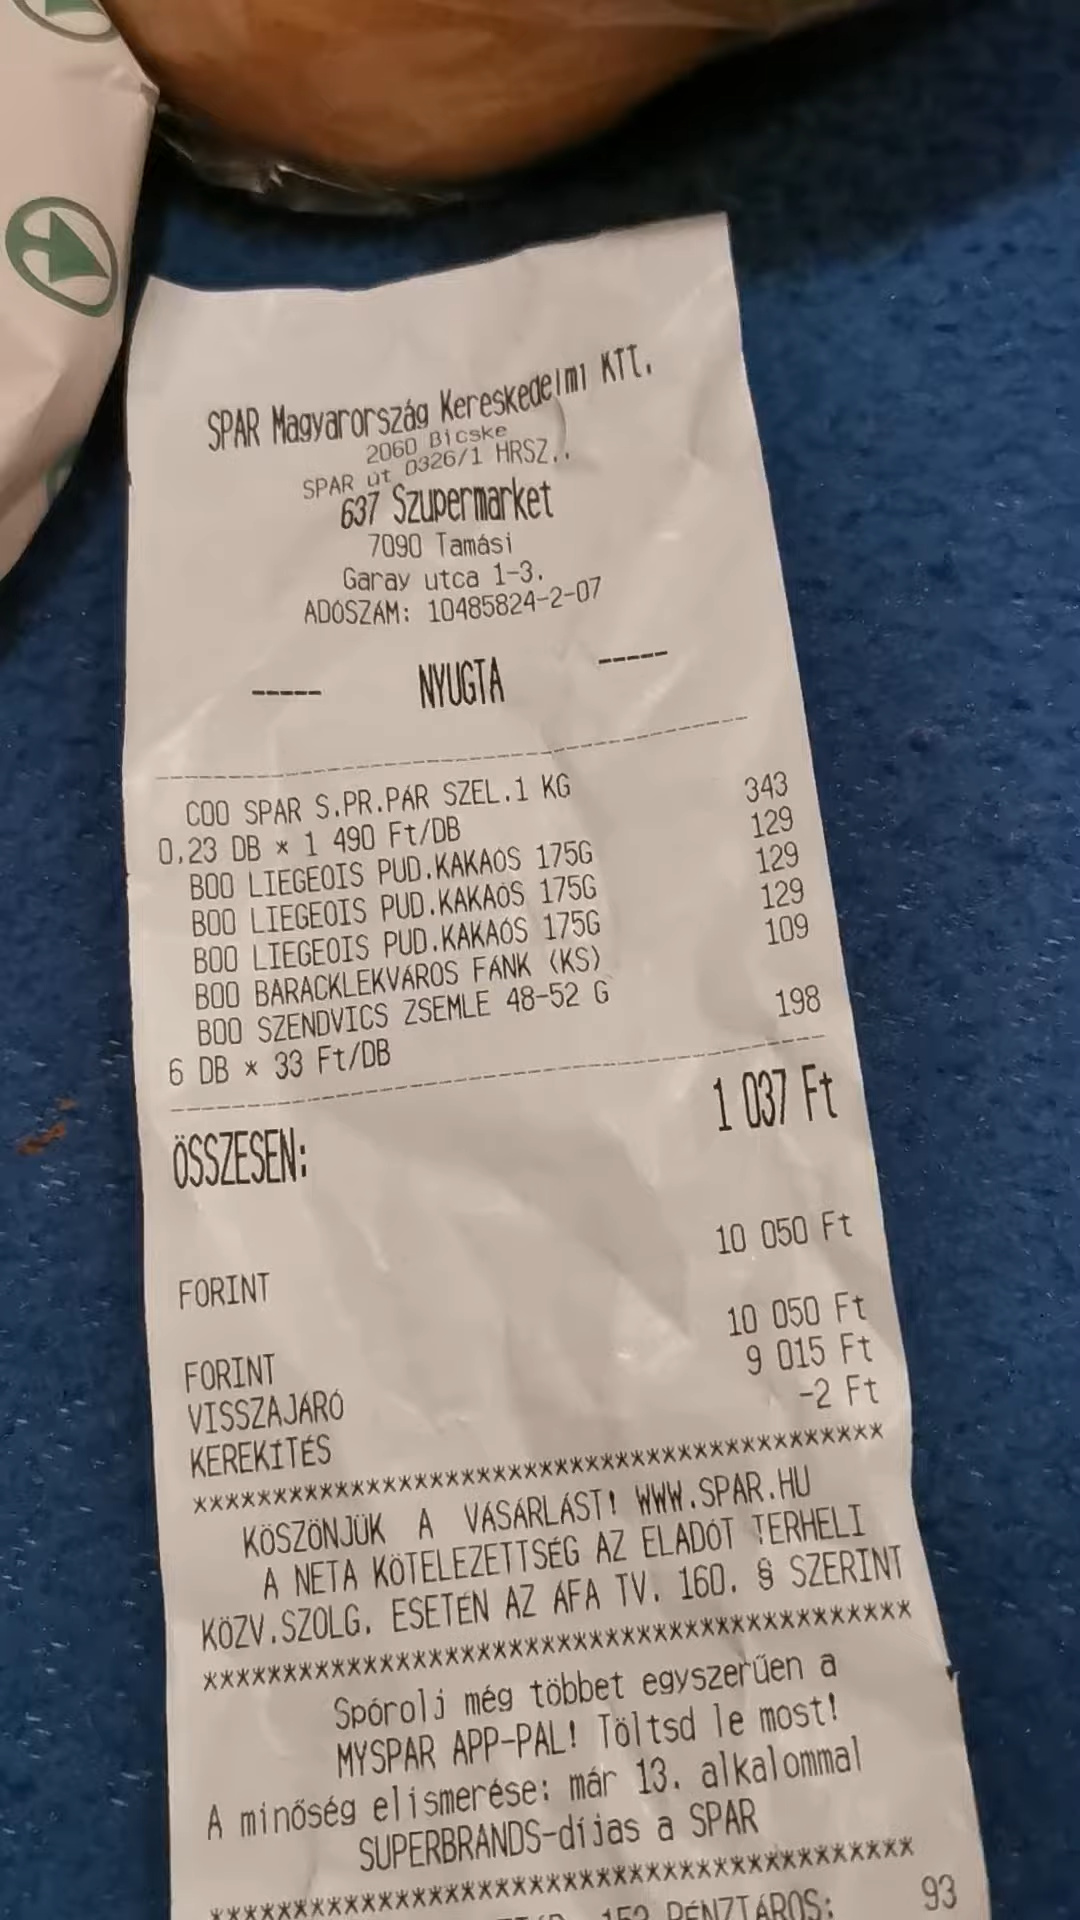 SPAR Magyarország Kereskedelmi Kft.
2060 Bicske
SPAR út 0326/1 HRSZ..
637 Szupermarket
7090 Tamási
Garay utca 1-3.
ADÓSZÁM: 10485824-2-07
----- NYUGTA -----
C00 SPAR S.PR.PÁR SZEL.1 KG
0,23 DB * 1 490 Ft/DB 343
B00 LIEGEOIS PUD.KAKAÓS 175G 129
B00 LIEGEOIS PUD.KAKAÓS 175G 129
B00 LIEGEOIS PUD.KAKAÓS 175G 129
B00 BARACKLEKVÁROS FÁNK (KS) 109
B00 SZENDVICS ZSEMLE 48-52 G
6 DB * 33 Ft/DB 198
ÖSSZESEN: 1 037 Ft
FORINT 10 050 Ft
FORINT 10 050 Ft
VISSZAJÁRÓ 9 015 Ft
KEREKÍTÉS -2 Ft
***********************************
KÖSZÖNJÜK A VÁSÁRLÁST! WWW.SPAR.HU
A NETA KÖTELEZETTSÉG AZ ELADÓT TERHELI
KÖZV.SZOLG. ESETÉN AZ ÁFA TV. 160. § SZERINT
***********************************
Spórolj még többet egyszerűen a
MYSPAR APP-PAL! Töltsd le most!
A minőség elismerése: már 13. alkalommal
SUPERBRANDS-díjas a SPAR
***********************************
152 PÉNZTÁROS: 93